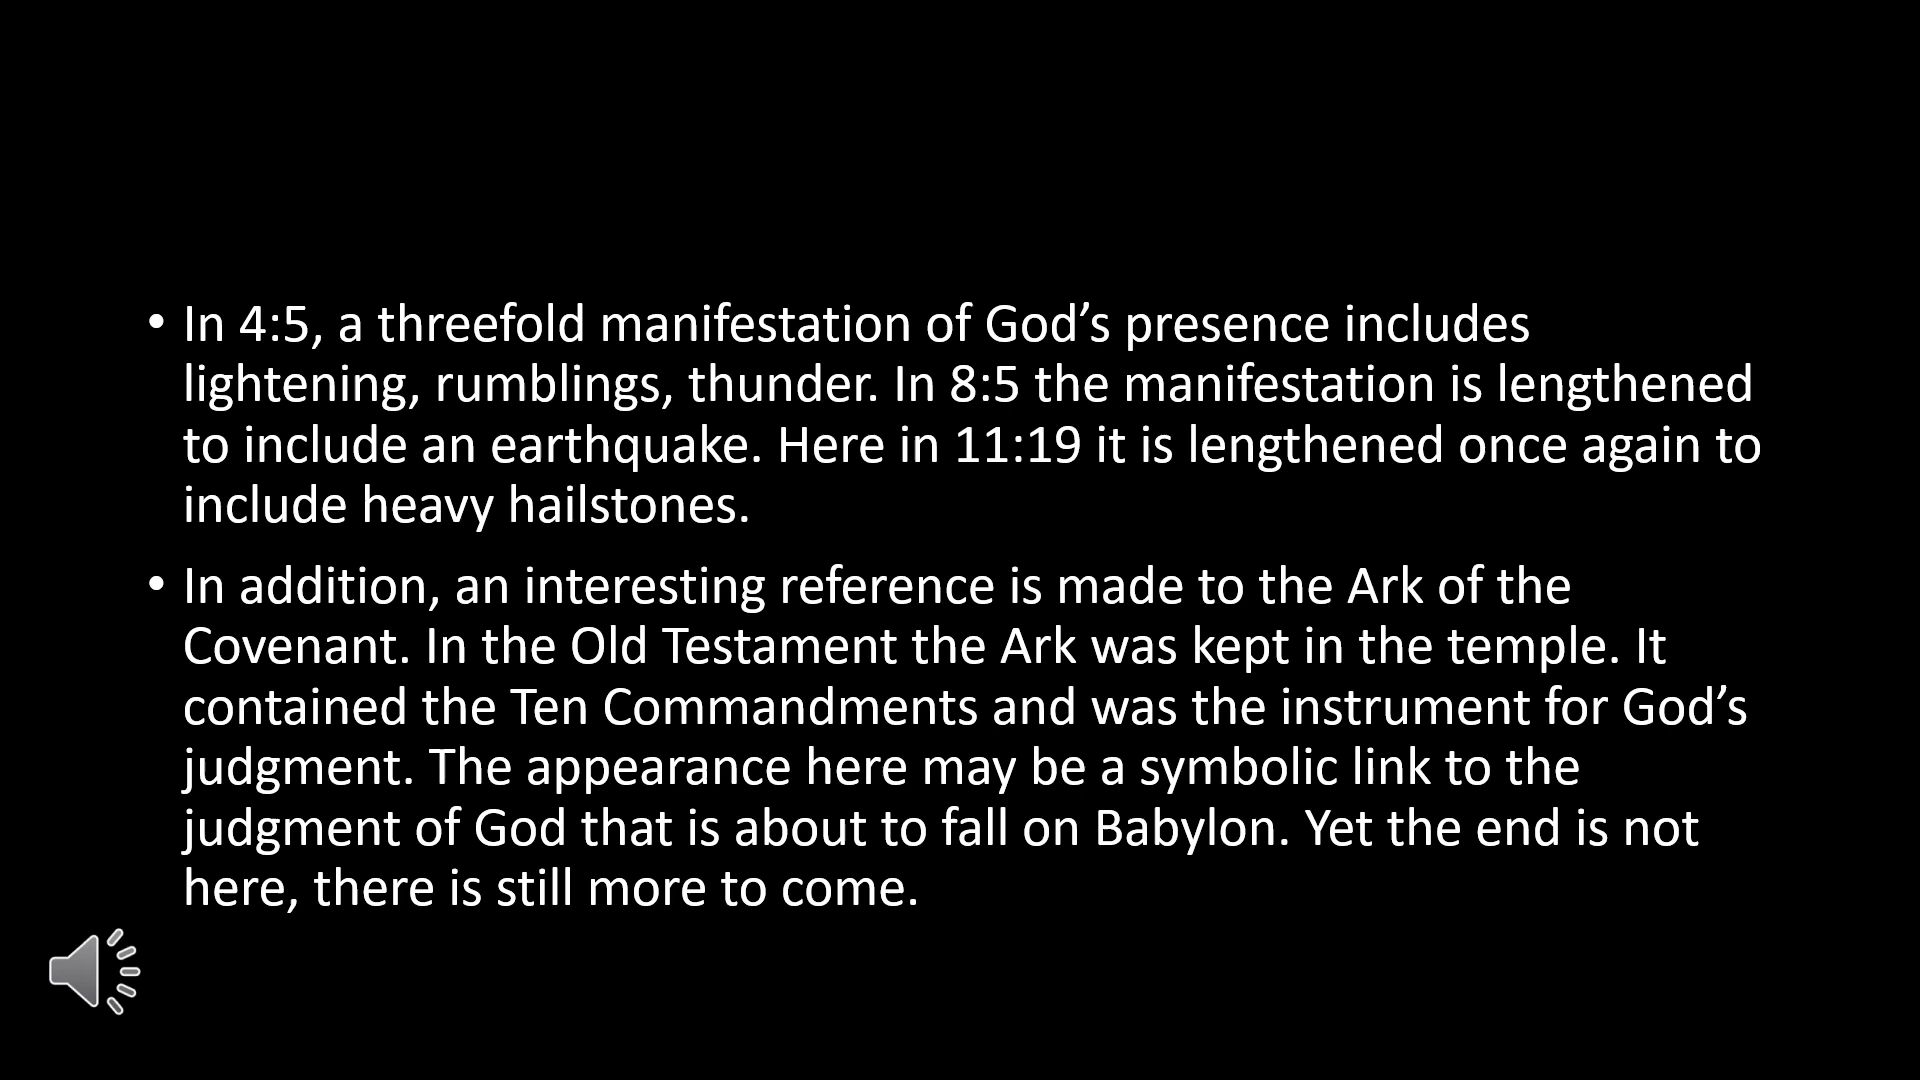 • In 4:5, a threefold manifestation of God’s presence includes
lightening, rumblings, thunder. In 8:5 the manifestation is lengthened
to include an earthquake. Here in 11:19 it is lengthened once again to
include heavy hailstones.
• In addition, an interesting reference is made to the Ark of the
Covenant. In the Old Testament the Ark was kept in the temple. It
contained the Ten Commandments and was the instrument for God’s
judgment. The appearance here may be a symbolic link to the
judgment of God that is about to fall on Babylon. Yet the end is not
here, there is still more to come.